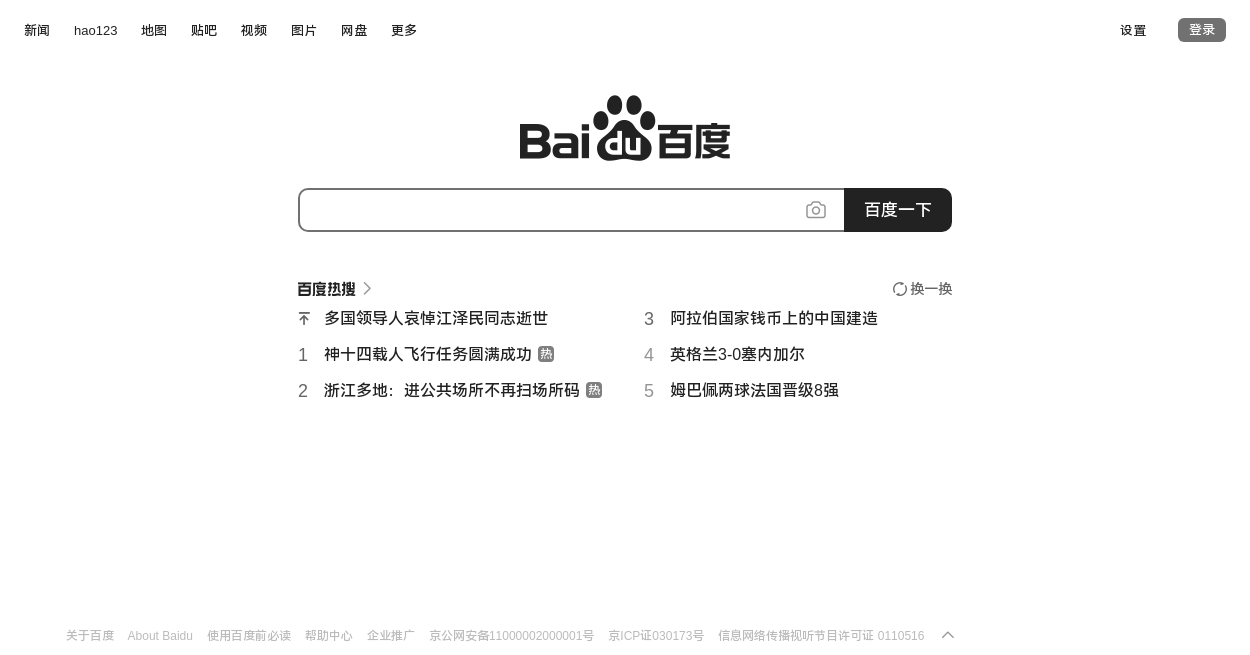 新闻 hao123 地图 贴吧 视频 图片 网盘 更多 设置 登录
Bai du 百度
百度一下
百度热搜 换一换
多国领导人哀悼江泽民同志逝世
1 神十四载人飞行任务圆满成功 热
2 浙江多地：进公共场所不再扫场所码 热
3 阿拉伯国家钱币上的中国建造
4 英格兰3-0塞内加尔
5 姆巴佩两球法国晋级8强
关于百度 About Baidu 使用百度前必读 帮助中心 企业推广 京公网安备11000002000001号 京ICP证030173号 信息网络传播视听节目许可证 0110516